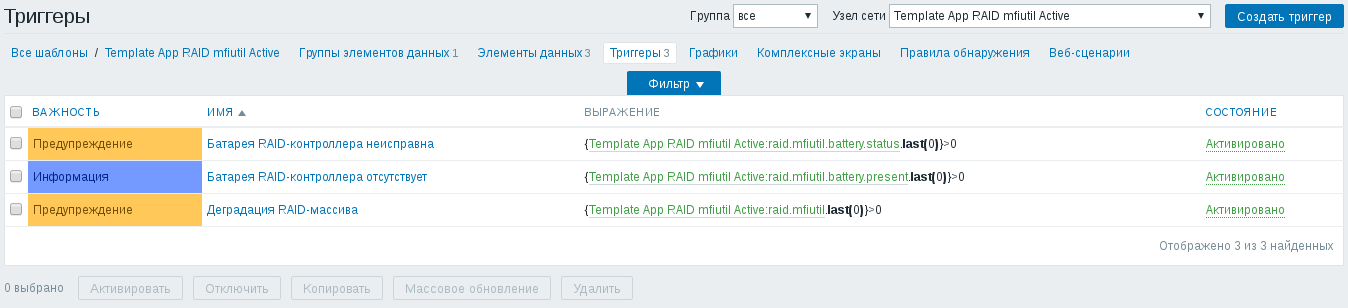 Триггеры Группа все Узел сети Template App RAID mfiutil Active Создать триггер
Все шаблоны / Template App RAID mfiutil Active Группы элементов данных 1 Элементы данных 3 Триггеры 3 Графики Комплексные экраны Правила обнаружения Веб-сценарии
Фильтр
ВАЖНОСТЬ ИМЯ ВЫРАЖЕНИЕ СОСТОЯНИЕ
Предупреждение Батарея RAID-контроллера неисправна {Template App RAID mfiutil Active:raid.mfiutil.battery.status.last(0)}>0 Активировано
Информация Батарея RAID-контроллера отсутствует {Template App RAID mfiutil Active:raid.mfiutil.battery.present.last(0)}>0 Активировано
Предупреждение Деградация RAID-массива {Template App RAID mfiutil Active:raid.mfiutil.last(0)}>0 Активировано
Отображено 3 из 3 найденных
0 выбрано Активировать Отключить Копировать Массовое обновление Удалить